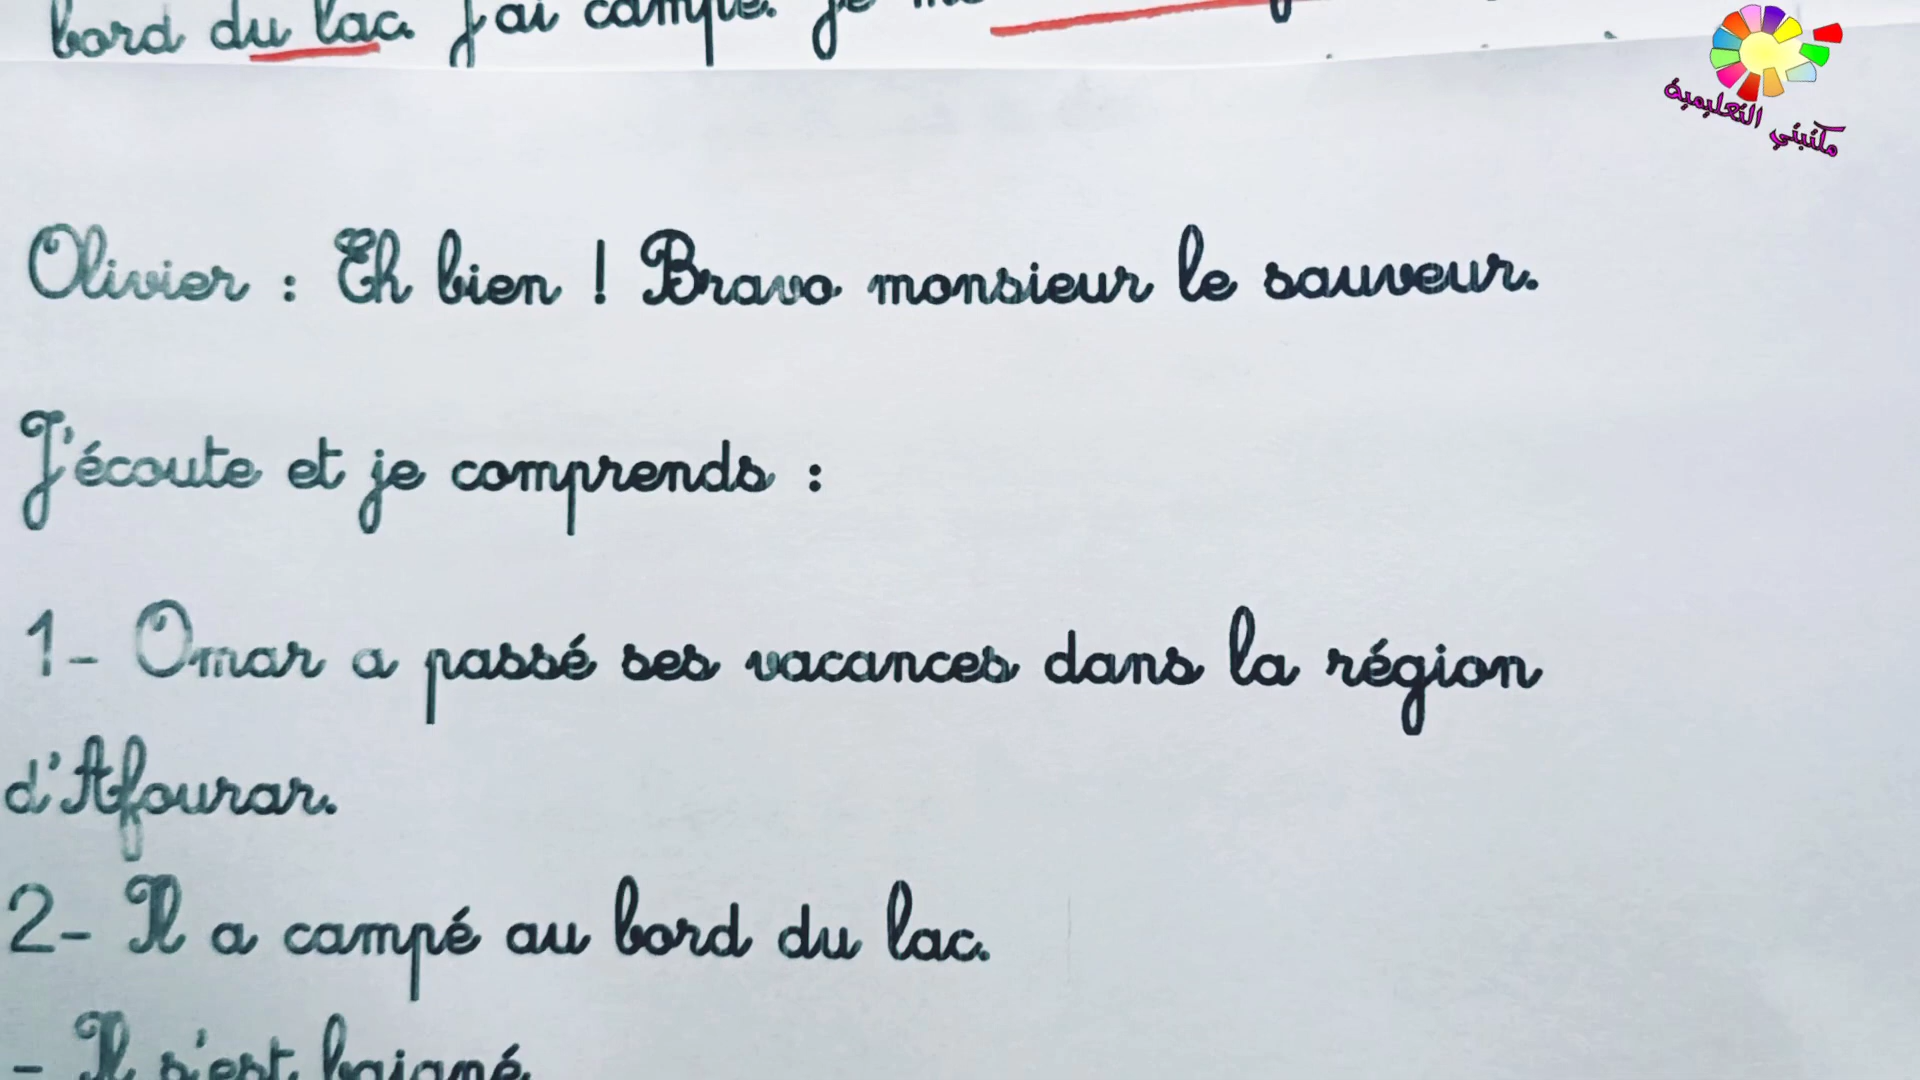 bord du lac. J'ai campé. Je
مكتبتي التعليمية
Olivier : Eh bien ! Bravo monsieur le sauveur.
J'écoute et je comprends :
1- Omar a passé ses vacances dans la région
d'Afourar.
2- Il a campé au bord du lac.
- Il s'est baigné